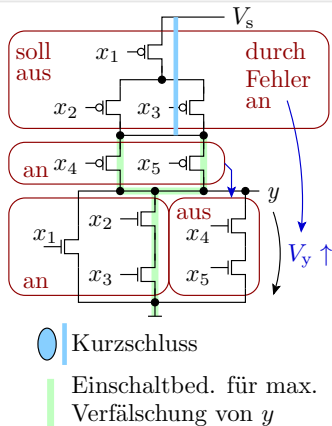 V_s
soll
aus
x_1
durch
Fehler
an
x_2
x_3
an
x_4
x_5
y
x_1
x_2
aus
x_4
x_3
x_5
an
V_y ↑
Kurzschluss
Einschaltbed. für max.
Verfälschung von y